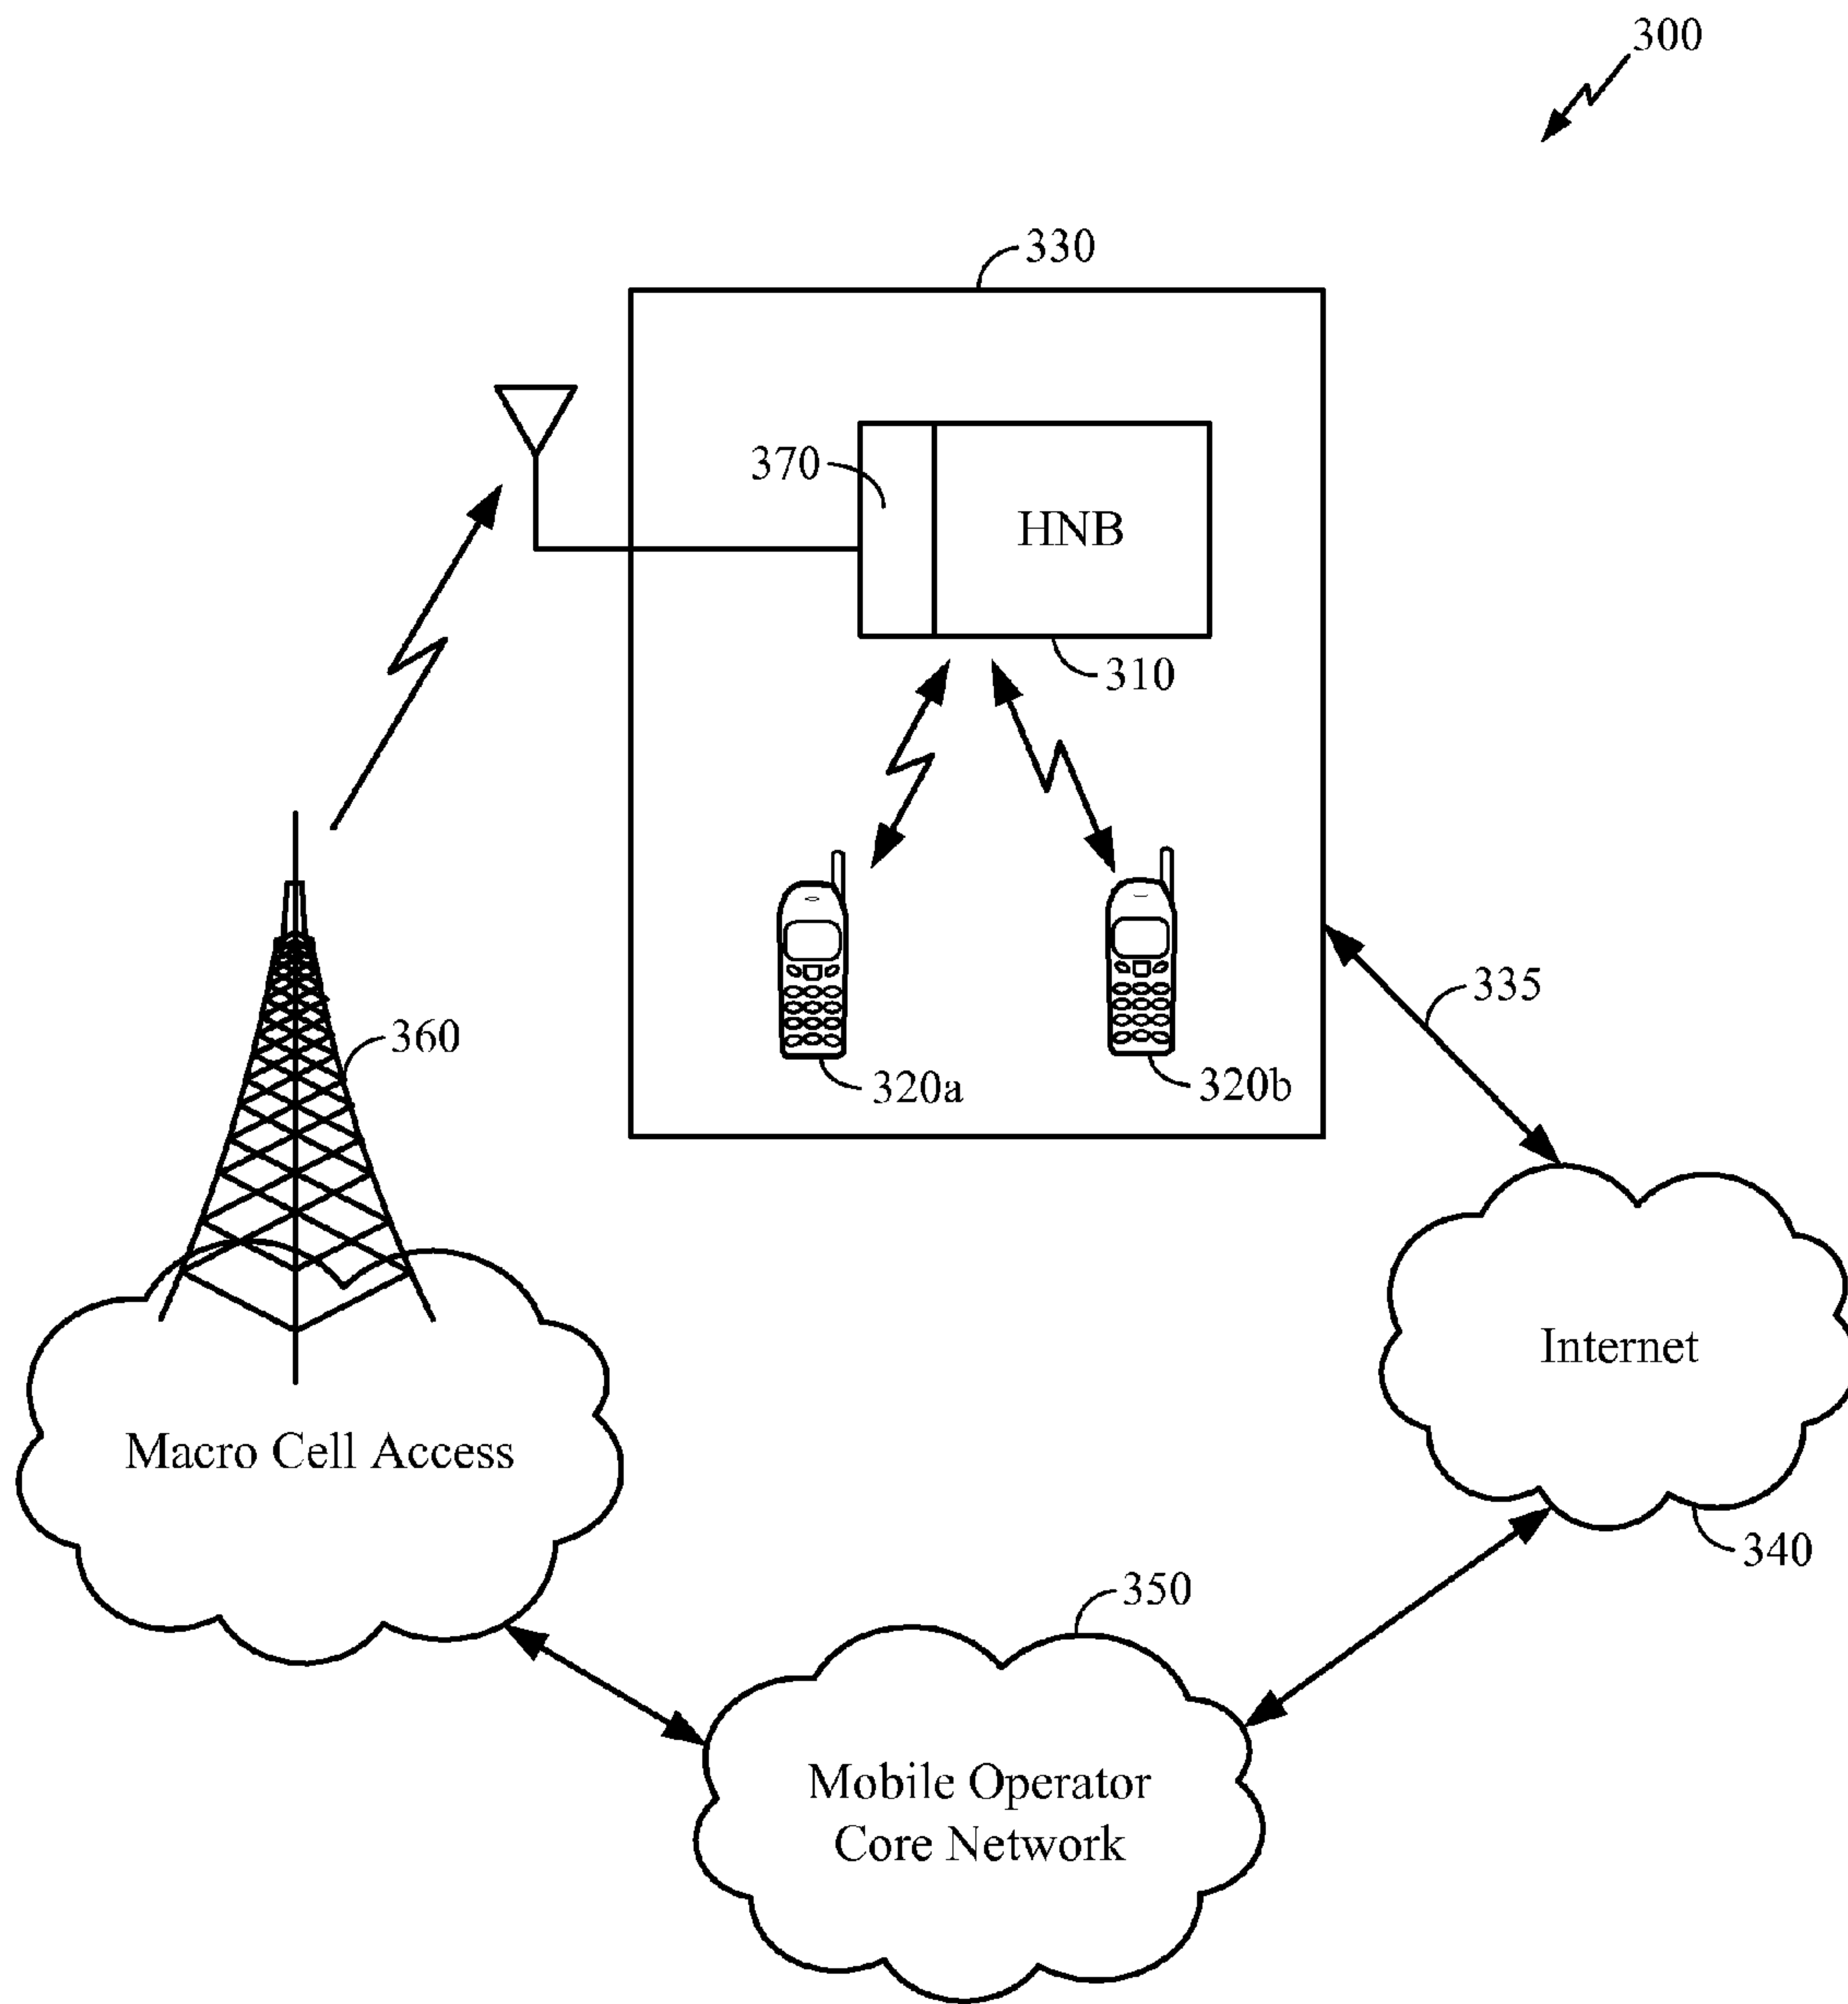 300
330
370
HNB
310
335
360
320a
320b
Internet
Macro Cell Access
340
350
Mobile Operator
Core Network